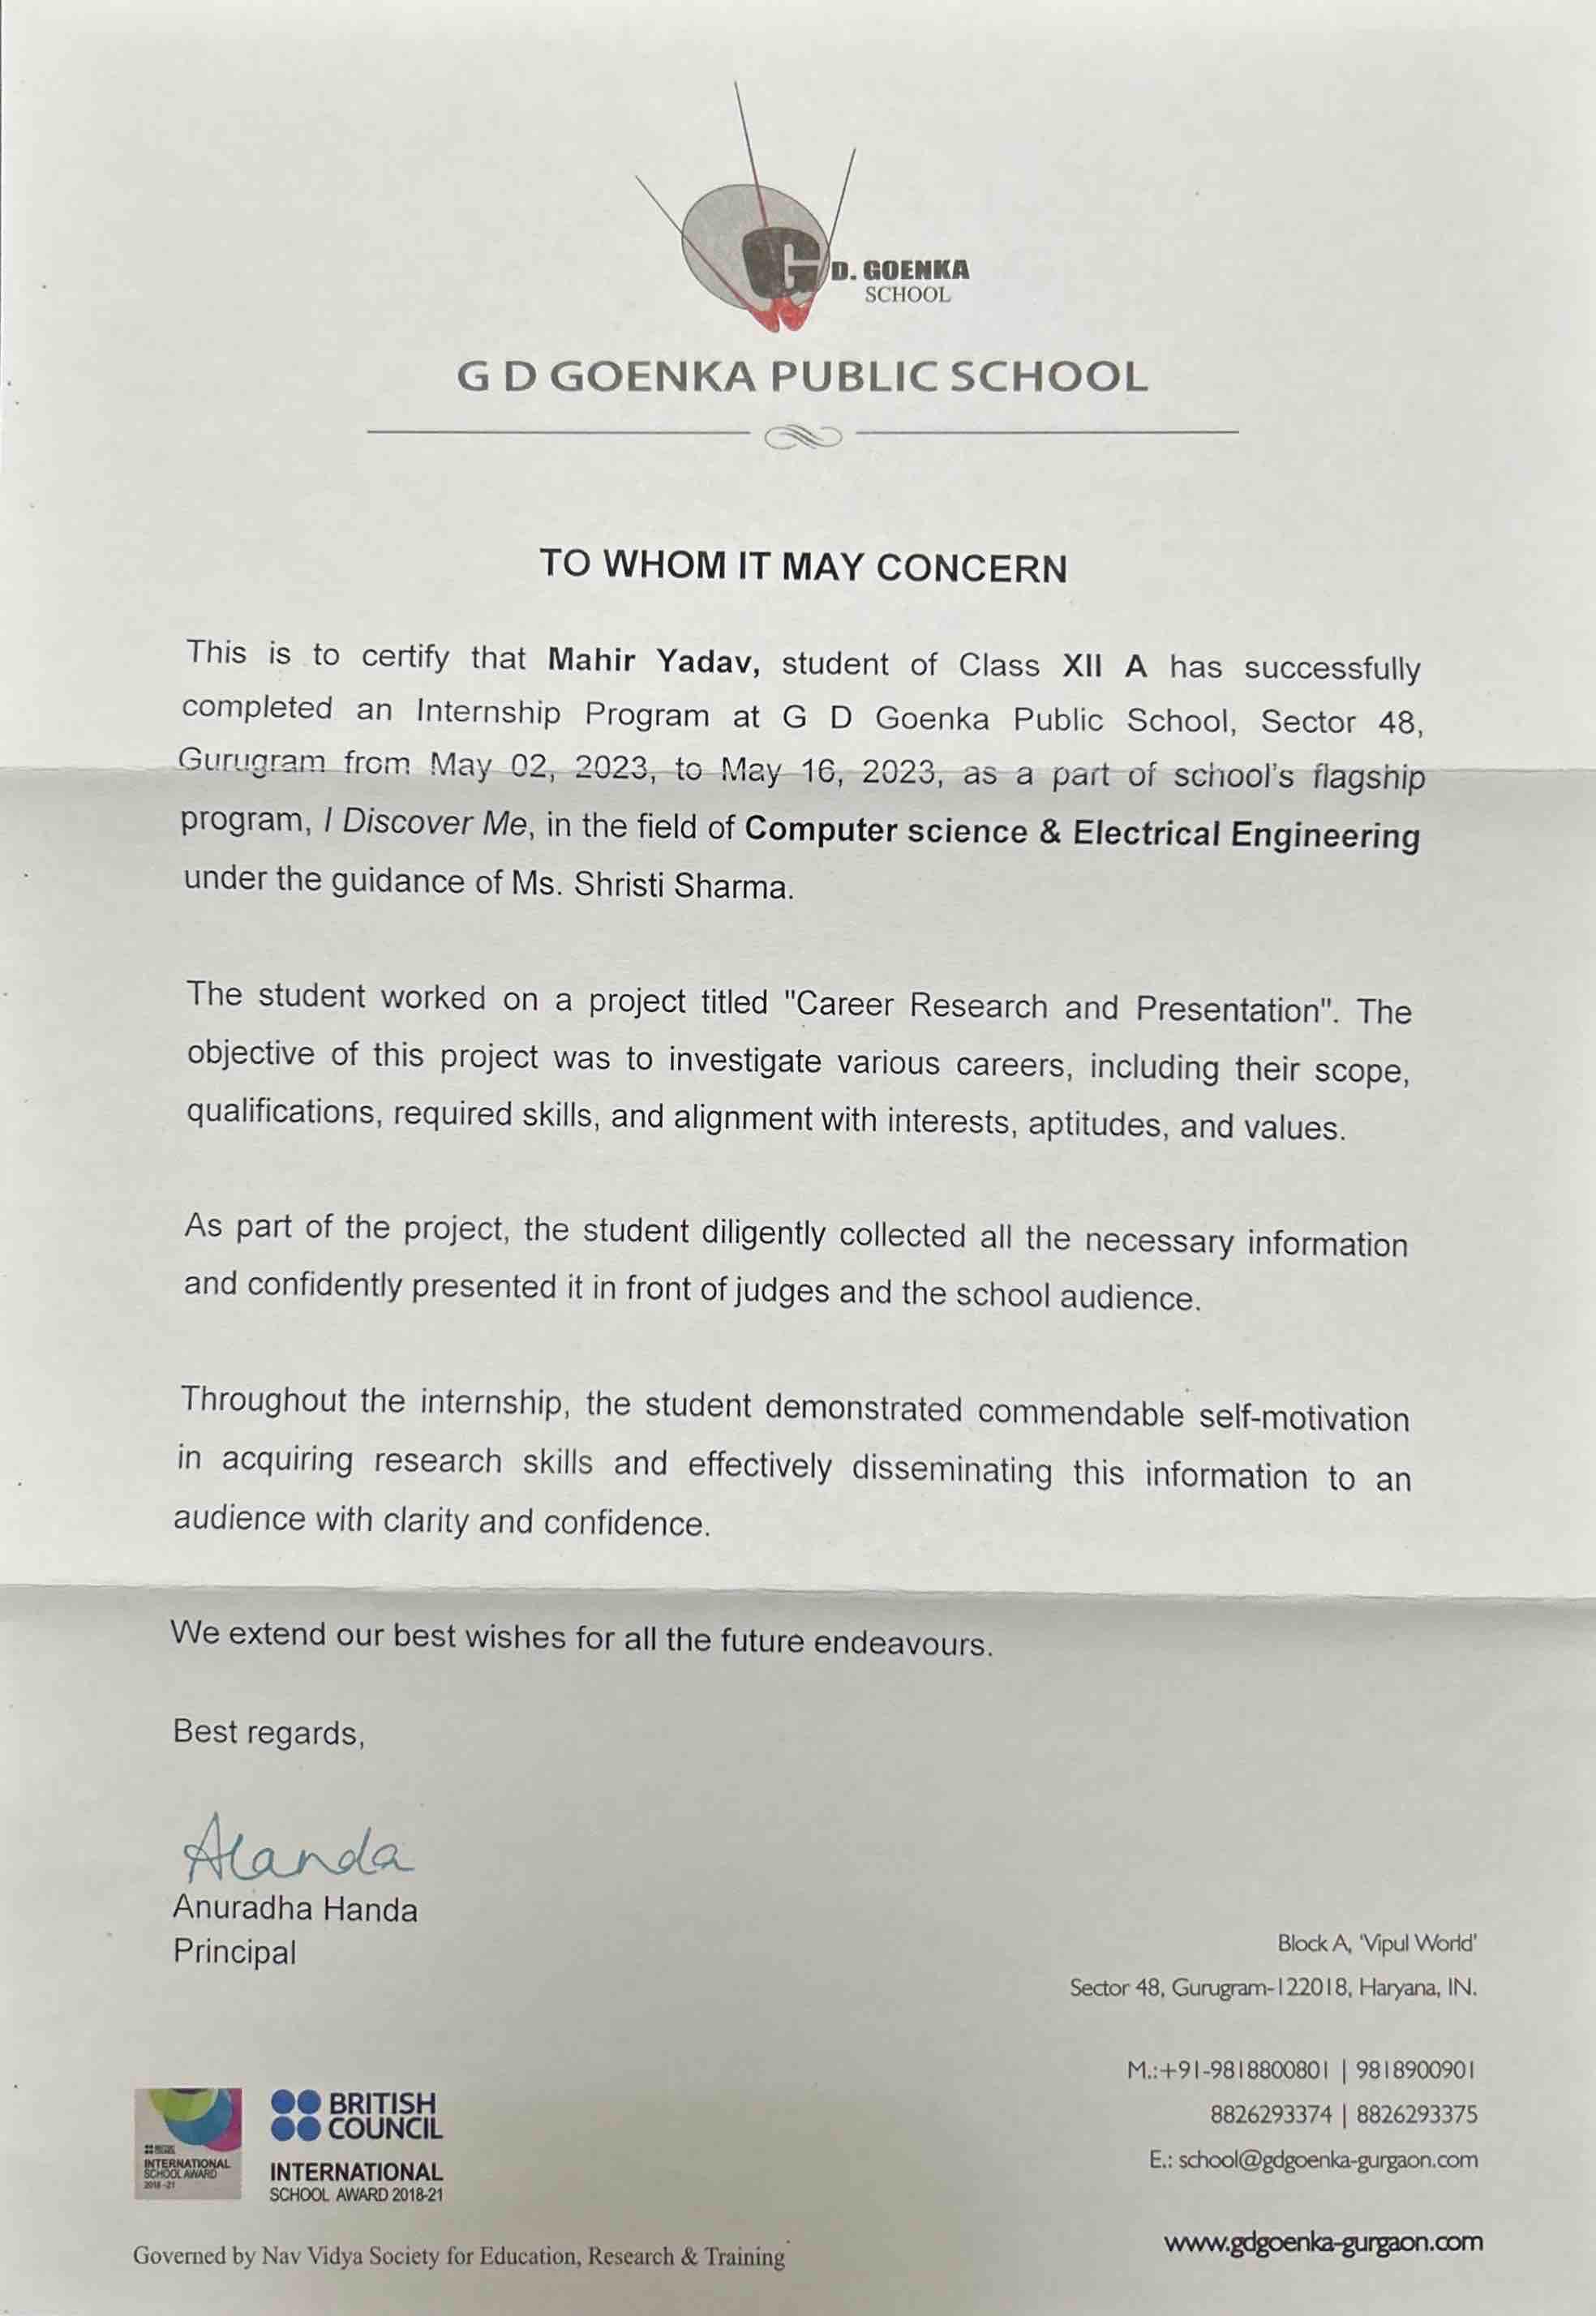 G D. GOENKA
SCHOOL
G D GOENKA PUBLIC SCHOOL
TO WHOM IT MAY CONCERN
This is to certify that Mahir Yadav, student of Class XII A has successfully
completed an Internship Program at G D Goenka Public School, Sector 48,
Gurugram from May 02, 2023, to May 16, 2023, as a part of school's flagship
program, I Discover Me, in the field of Computer science & Electrical Engineering
under the guidance of Ms. Shristi Sharma.
The student worked on a project titled "Career Research and Presentation". The
objective of this project was to investigate various careers, including their scope,
qualifications, required skills, and alignment with interests, aptitudes, and values.
As part of the project, the student diligently collected all the necessary information
and confidently presented it in front of judges and the school audience.
Throughout the internship, the student demonstrated commendable self-motivation
in acquiring research skills and effectively disseminating this information to an
audience with clarity and confidence.
We extend our best wishes for all the future endeavours.
Best regards,
AHanda
Anuradha Handa
Principal
Block A, 'Vipul World'
Sector 48, Gurugram-122018, Haryana, IN.
M.:+91-9818800801 | 9818900901
8826293374 | 8826293375
E.: school@gdgoenka-gurgaon.com
www.gdgoenka-gurgaon.com
INTERNATIONAL
SCHOOL AWARD
2018-21
BRITISH
COUNCIL
INTERNATIONAL
SCHOOL AWARD 2018-21
Governed by Nav Vidya Society for Education, Research & Training